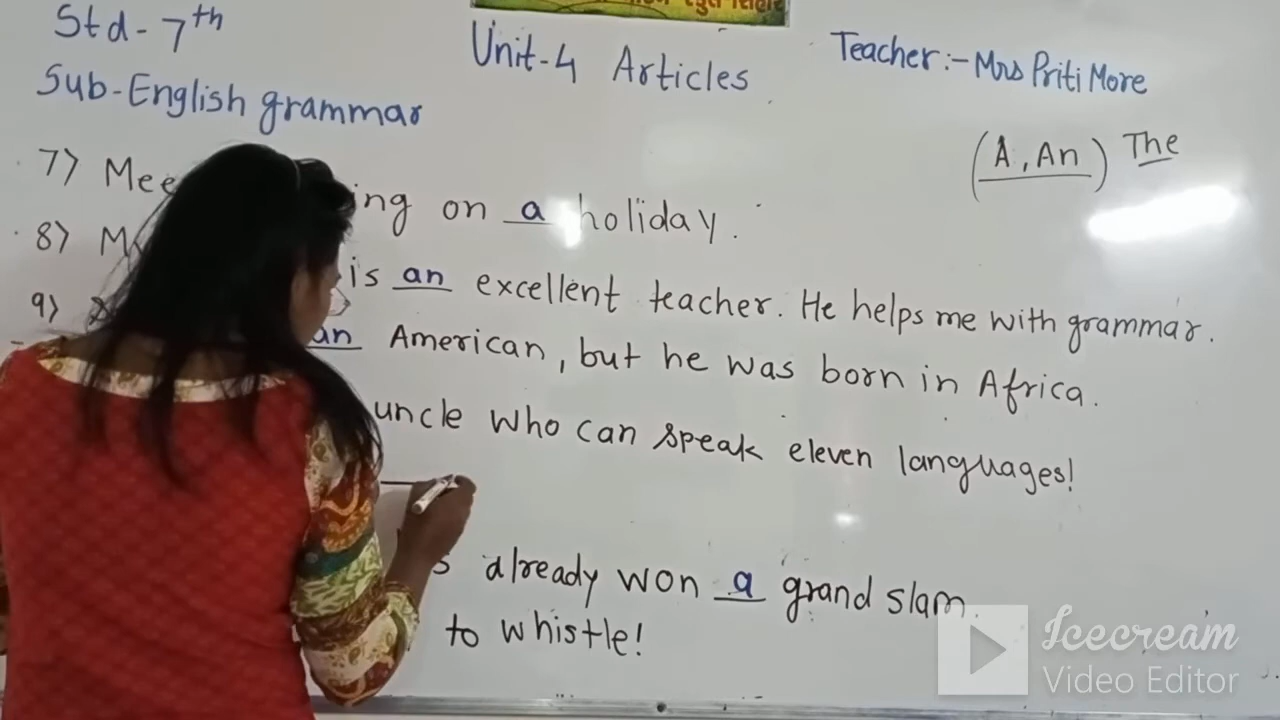 Std- 7th
Unit-4 Articles
Teacher:- Mrs Priti More
Sub-English grammar
(A, An) The
7) on a holiday.
8) is an excellent teacher. He helps me with grammar.
9) an American, but he was born in Africa.
uncle who can speak eleven languages!
already won a grand slam.
to whistle!
Icecream
Video Editor